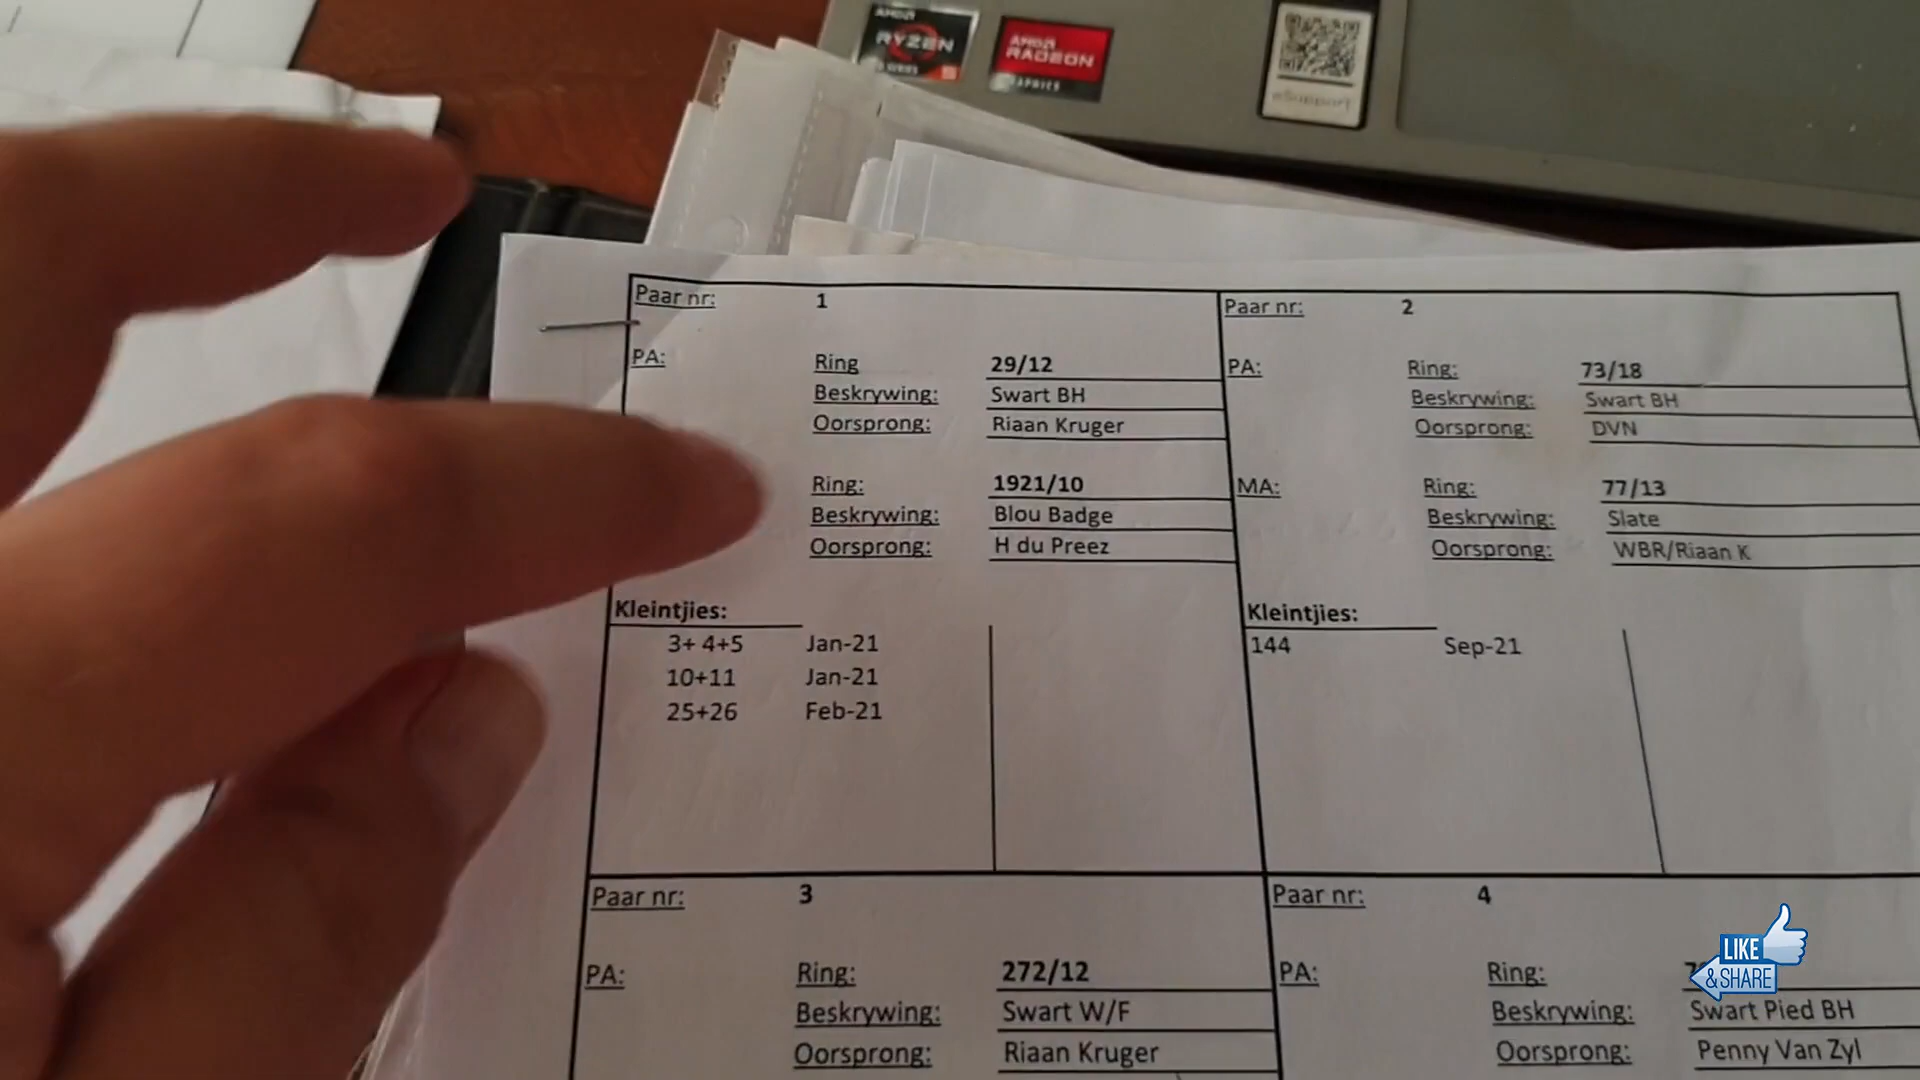 AMD
RYZEN
SERIES
AMD
RADEON
GRAPHICS
eSupport
Paar nr: 1
PA: Ring 29/12
Beskrywing: Swart BH
Oorsprong: Riaan Kruger
Ring: 1921/10
Beskrywing: Blou Badge
Oorsprong: H du Preez
Kleintjies:
3+ 4+5 Jan-21
10+11 Jan-21
25+26 Feb-21
Paar nr: 2
PA: Ring: 73/18
Beskrywing: Swart BH
Oorsprong: DVN
MA: Ring: 77/13
Beskrywing: Slate
Oorsprong: WBR/Riaan K
Kleintjies:
144 Sep-21
Paar nr: 3
PA: Ring: 272/12
Beskrywing: Swart W/F
Oorsprong: Riaan Kruger
Paar nr: 4
PA: Ring:
Beskrywing: Swart Pied BH
Oorsprong: Penny Van Zyl
LIKE
& SHARE